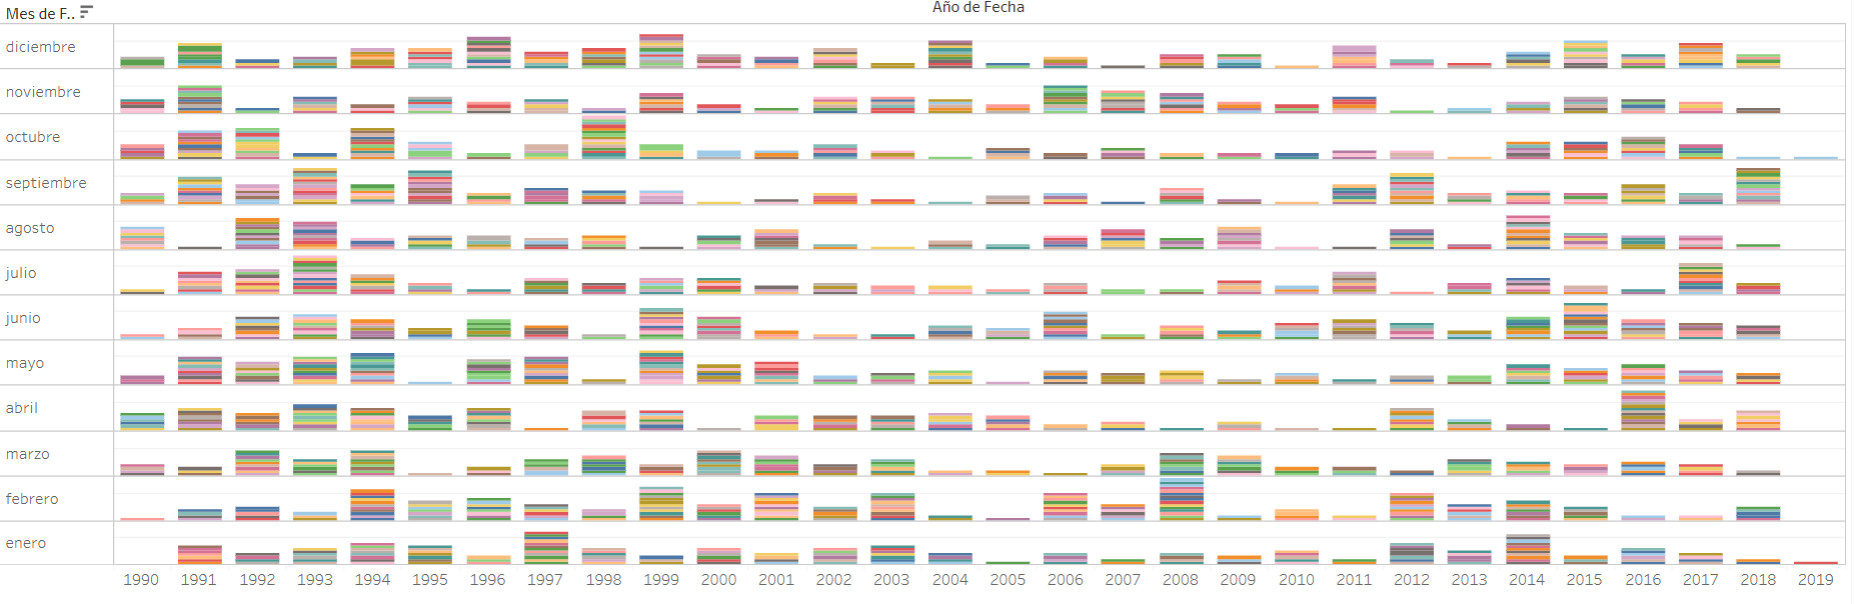 Año de Fecha
Mes de F..
diciembre
noviembre
octubre
septiembre
agosto
julio
junio
mayo
abril
marzo
febrero
enero
1990 1991 1992 1993 1994 1995 1996 1997 1998 1999 2000 2001 2002 2003 2004 2005 2006 2007 2008 2009 2010 2011 2012 2013 2014 2015 2016 2017 2018 2019